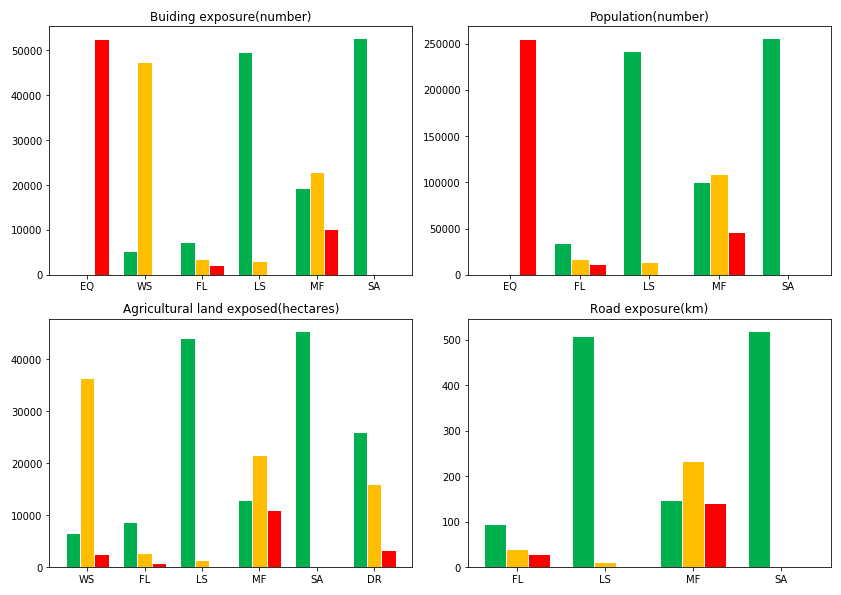 Buiding exposure(number)
50000
40000
30000
20000
10000
0
EQ WS FL LS MF SA
Population(number)
250000
200000
150000
100000
50000
0
EQ FL LS MF SA
Agricultural land exposed(hectares)
40000
30000
20000
10000
0
WS FL LS MF SA DR
Road exposure(km)
500
400
300
200
100
0
FL LS MF SA